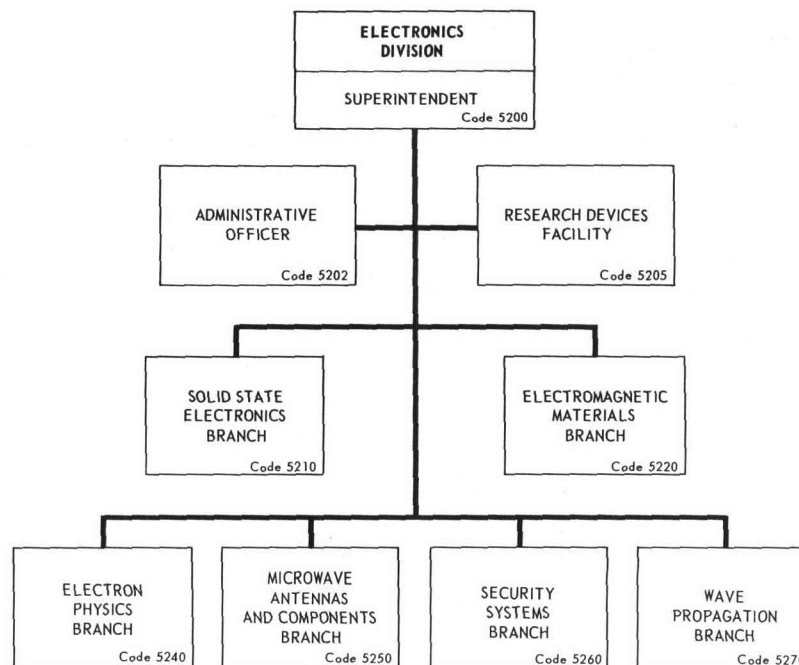 ELECTRONICS
DIVISION
SUPERINTENDENT
Code 5200
ADMINISTRATIVE
OFFICER
Code 5202
RESEARCH DEVICES
FACILITY
Code 5205
SOLID STATE
ELECTRONICS
BRANCH
Code 5210
ELECTROMAGNETIC
MATERIALS
BRANCH
Code 5220
ELECTRON
PHYSICS
BRANCH
Code 5240
MICROWAVE
ANTENNAS
AND COMPONENTS
BRANCH
Code 5250
SECURITY
SYSTEMS
BRANCH
Code 5260
WAVE
PROPAGATION
BRANCH
Code